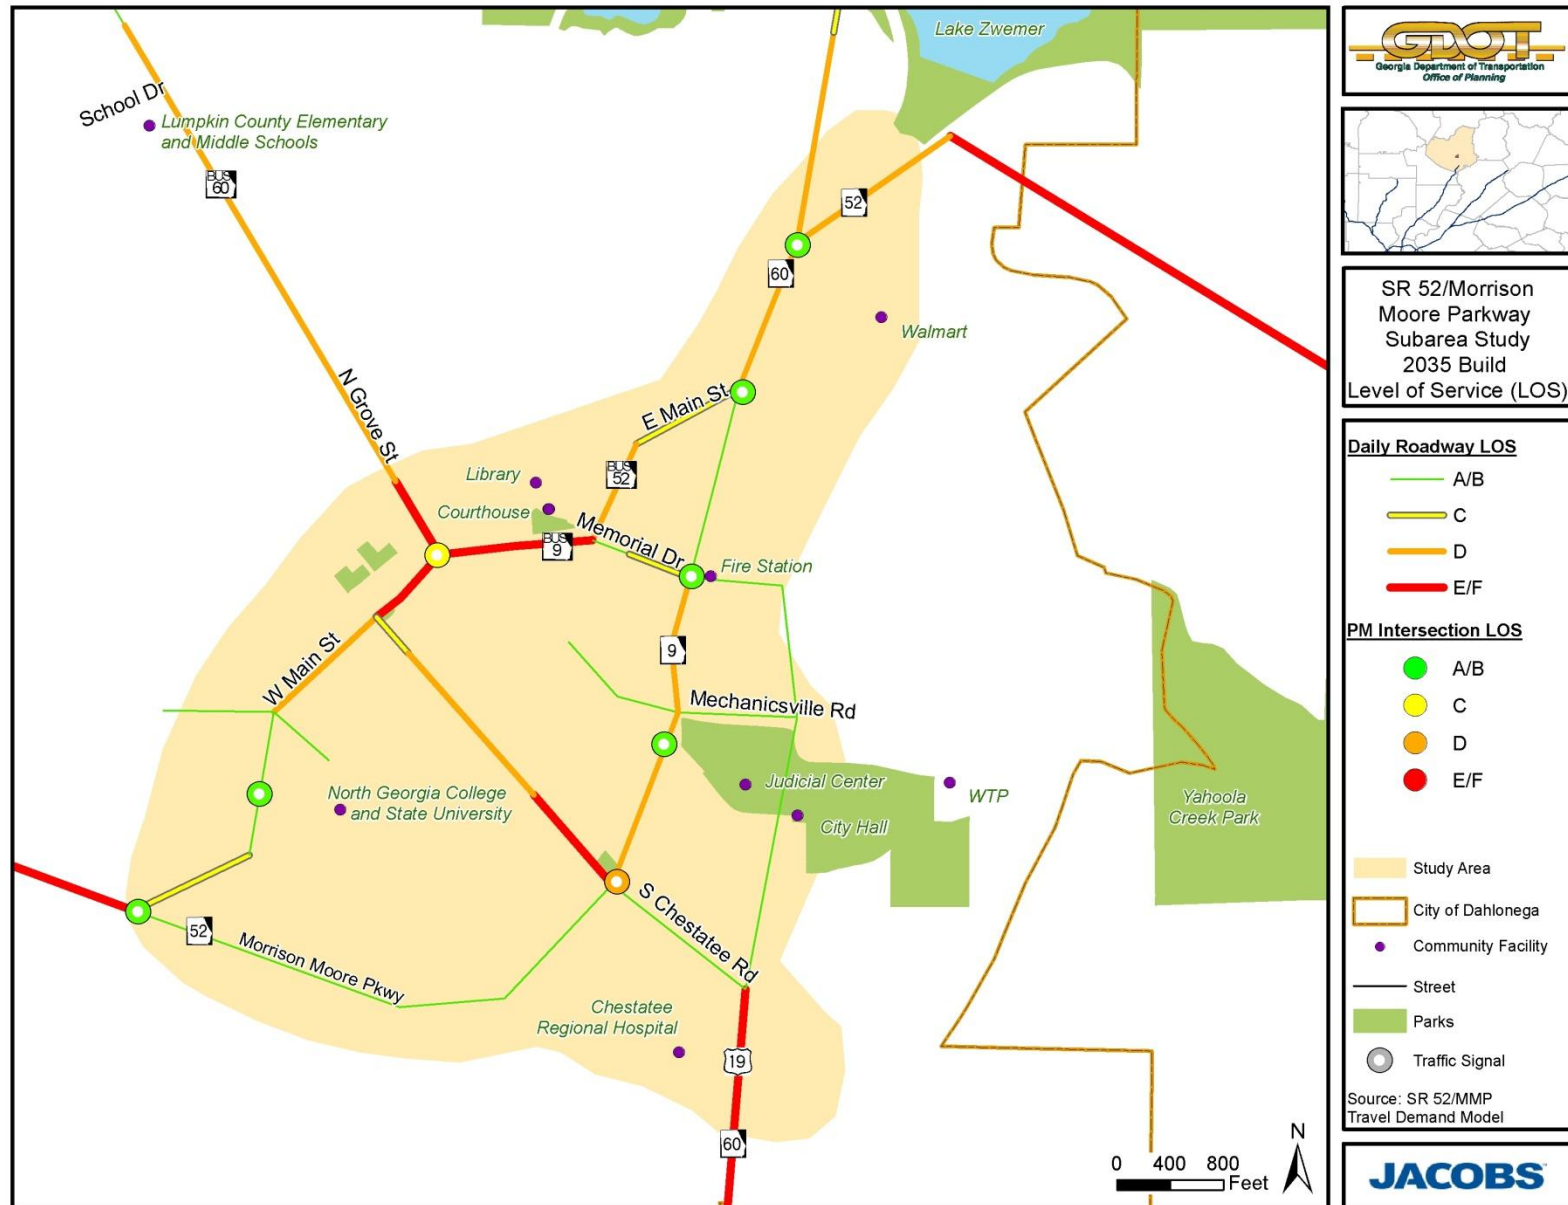 Lake Zwemer
School Dr
Lumpkin County Elementary
and Middle Schools
BUS
60
52
60
Walmart
N Grove St
E Main St
BUS
52
Library
Courthouse
Memorial Dr
BUS
9
Fire Station
9
W Main St
Mechanicsville Rd
Judicial Center
WTP
City Hall
Yahoola
Creek Park
North Georgia College
and State University
S Chestatee Rd
52
Morrison Moore Pkwy
Chestatee
Regional Hospital
19
60
0 400 800
Feet
N
GDOT
Georgia Department of Transportation
Office of Planning
SR 52/Morrison
Moore Parkway
Subarea Study
2035 Build
Level of Service (LOS)
Daily Roadway LOS
A/B
C
D
E/F
PM Intersection LOS
A/B
C
D
E/F
Study Area
City of Dahlonega
Community Facility
Street
Parks
Traffic Signal
Source: SR 52/MMP
Travel Demand Model
JACOBS